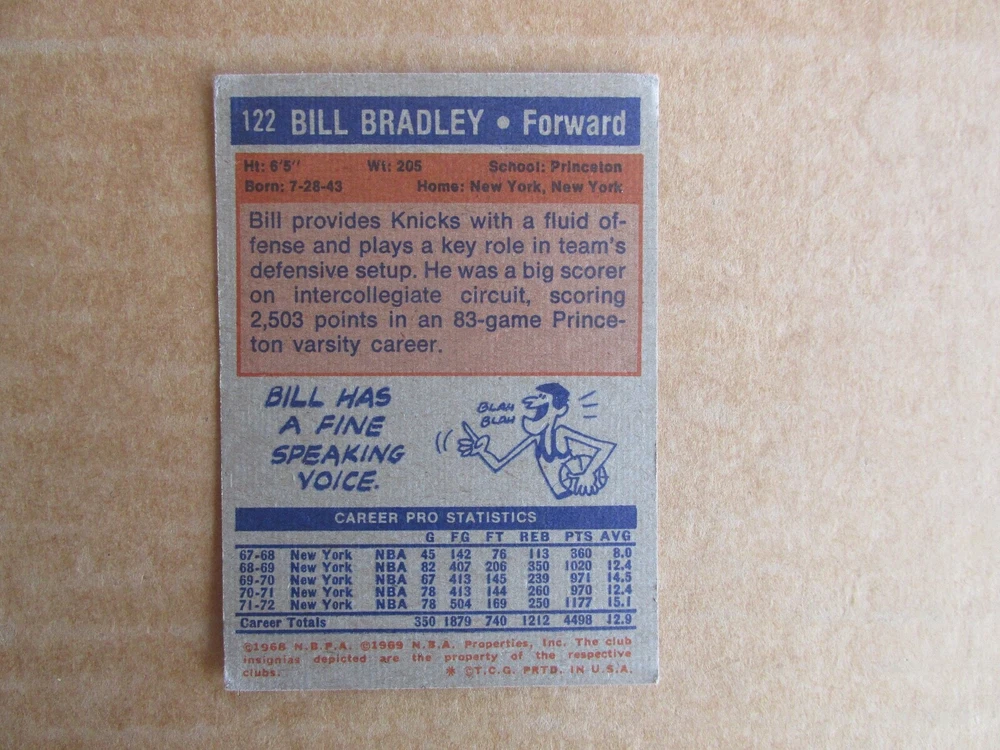 122 BILL BRADLEY • Forward
Ht: 6'5" Wt: 205 School: Princeton
Born: 7-28-43 Home: New York, New York
Bill provides Knicks with a fluid of-
fense and plays a key role in team's
defensive setup. He was a big scorer
on intercollegiate circuit, scoring
2,503 points in an 83-game Prince-
ton varsity career.
BILL HAS
A FINE
SPEAKING
VOICE.
BLAH
BLAH
CAREER PRO STATISTICS
G FG FT REB PTS AVG
67-68 New York NBA 45 142 76 113 360 8.0
68-69 New York NBA 82 407 206 350 1020 12.4
69-70 New York NBA 67 413 145 239 971 14.5
70-71 New York NBA 78 413 144 260 970 12.4
71-72 New York NBA 78 504 169 250 1177 15.1
Career Totals 350 1879 740 1212 4498 12.9
©1968 N.B.P.A. ©1969 N.B.A. Properties, Inc. The club
insignias depicted are the property of the respective
clubs. * ©T.C.G. PRTD. IN U.S.A.